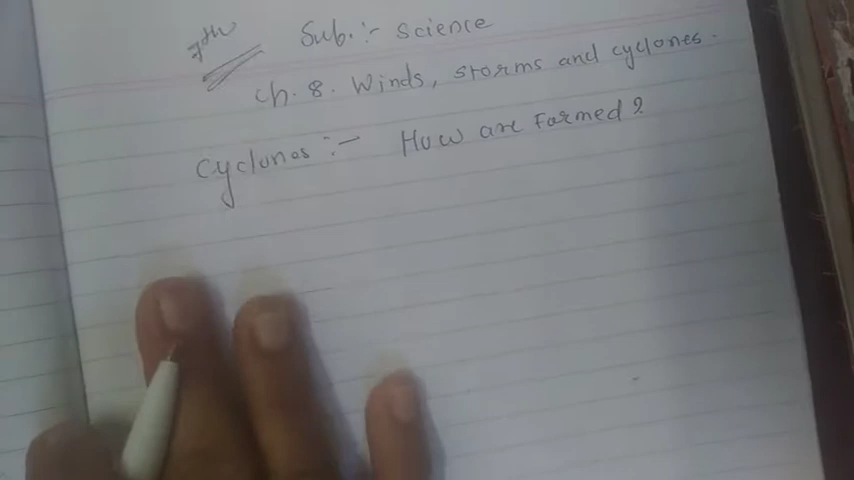 7th
Sub. :- Science
Ch. 8. Winds, storms and cyclones.
Cyclones :- How are Formed ?